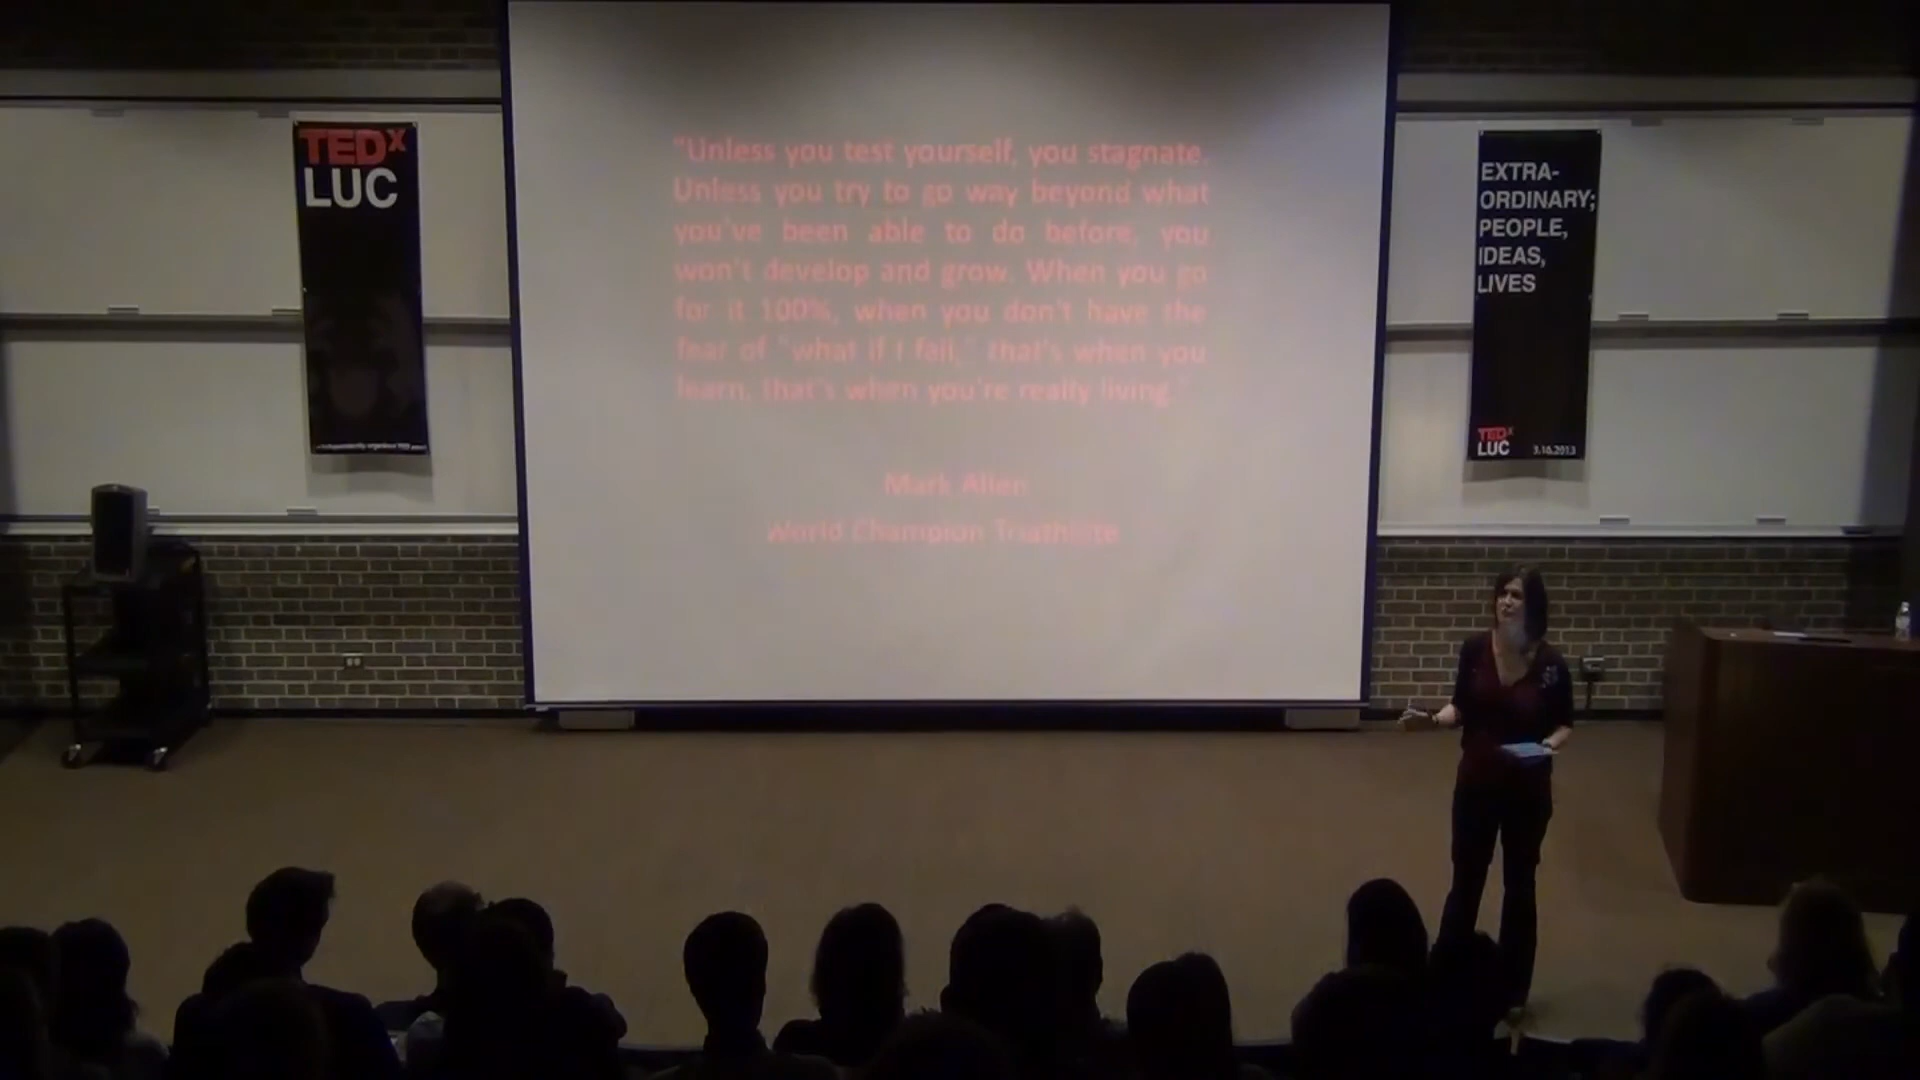 TEDx
LUC
"Unless you test yourself, you stagnate.
Unless you try to go way beyond what
you've been able to do before, you
won't develop and grow. When you go
for it 100%, when you don't have the
fear of "what if I fail," that's when you
learn, that's when you're really living."
Mark Allen
World Champion Triathlete
EXTRA-
ORDINARY;
PEOPLE,
IDEAS,
LIVES
TEDx
LUC 3.16.2013